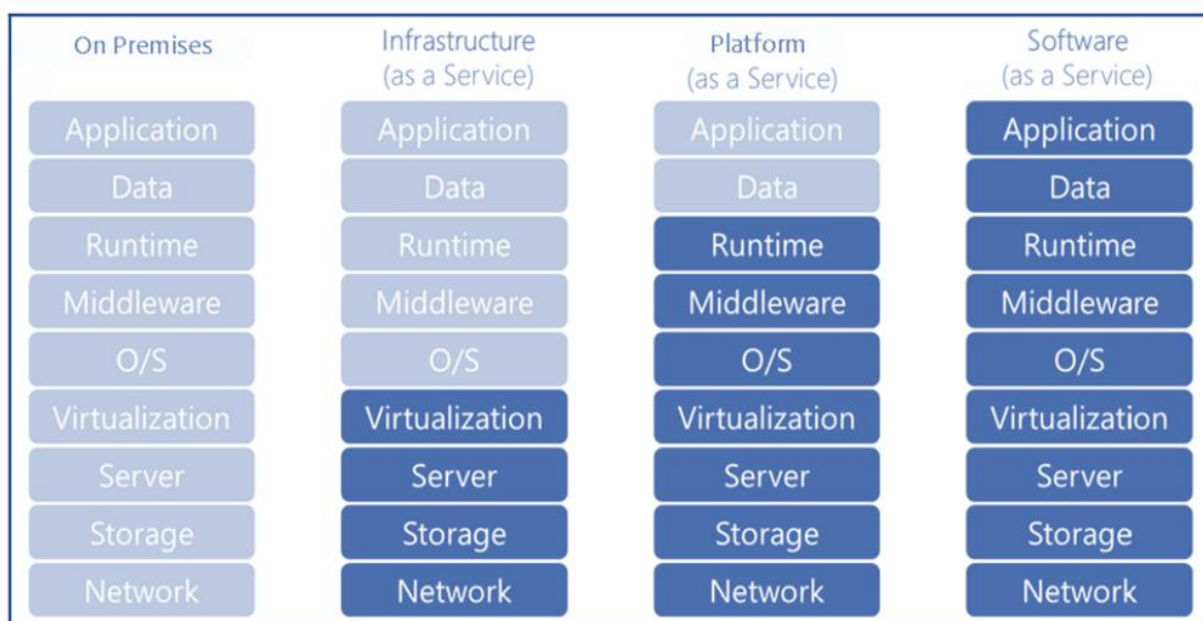 On Premises
Application
Data
Runtime
Middleware
O/S
Virtualization
Server
Storage
Network
Infrastructure
(as a Service)
Application
Data
Runtime
Middleware
O/S
Virtualization
Server
Storage
Network
Platform
(as a Service)
Application
Data
Runtime
Middleware
O/S
Virtualization
Server
Storage
Network
Software
(as a Service)
Application
Data
Runtime
Middleware
O/S
Virtualization
Server
Storage
Network